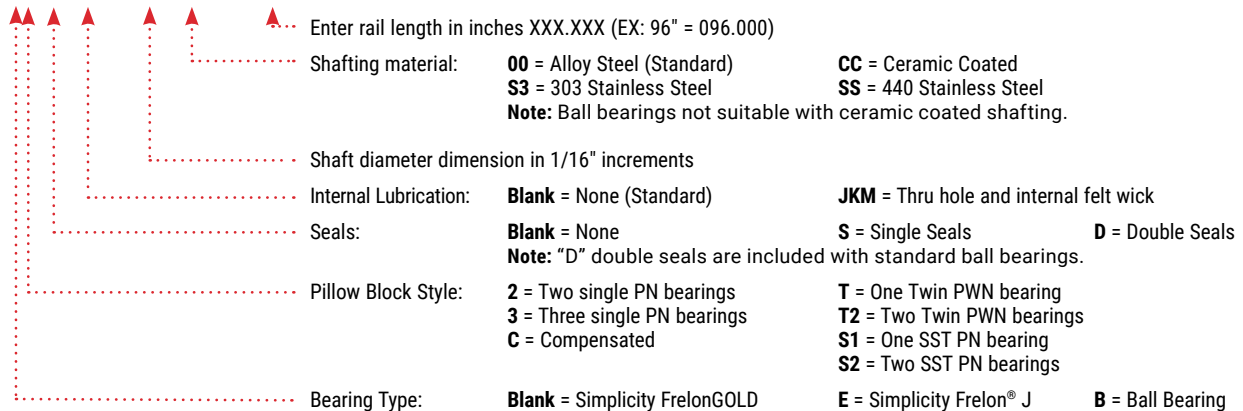 Enter rail length in inches XXX.XXX (EX: 96" = 096.000)
Shafting material: 00 = Alloy Steel (Standard) CC = Ceramic Coated
S3 = 303 Stainless Steel SS = 440 Stainless Steel
Note: Ball bearings not suitable with ceramic coated shafting.
Shaft diameter dimension in 1/16" increments
Internal Lubrication: Blank = None (Standard) JKM = Thru hole and internal felt wick
Seals: Blank = None S = Single Seals D = Double Seals
Note: “D” double seals are included with standard ball bearings.
Pillow Block Style: 2 = Two single PN bearings T = One Twin PWN bearing
3 = Three single PN bearings T2 = Two Twin PWN bearings
C = Compensated S1 = One SST PN bearing
S2 = Two SST PN bearings
Bearing Type: Blank = Simplicity FrelonGOLD E = Simplicity Frelon® J B = Ball Bearing